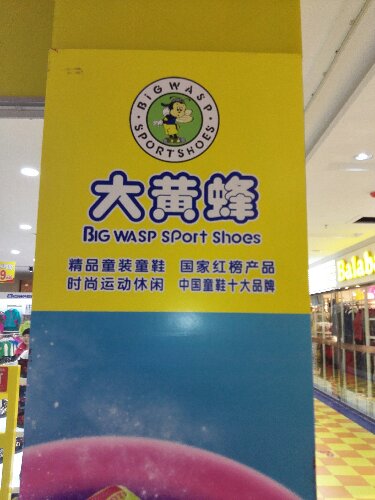 BIG WASP
SPORTSHOES
大黄蜂
BIG WASP SPORT SHOES
精品童装童鞋 国家红榜产品
时尚运动休闲 中国童鞋十大品牌
Balaba